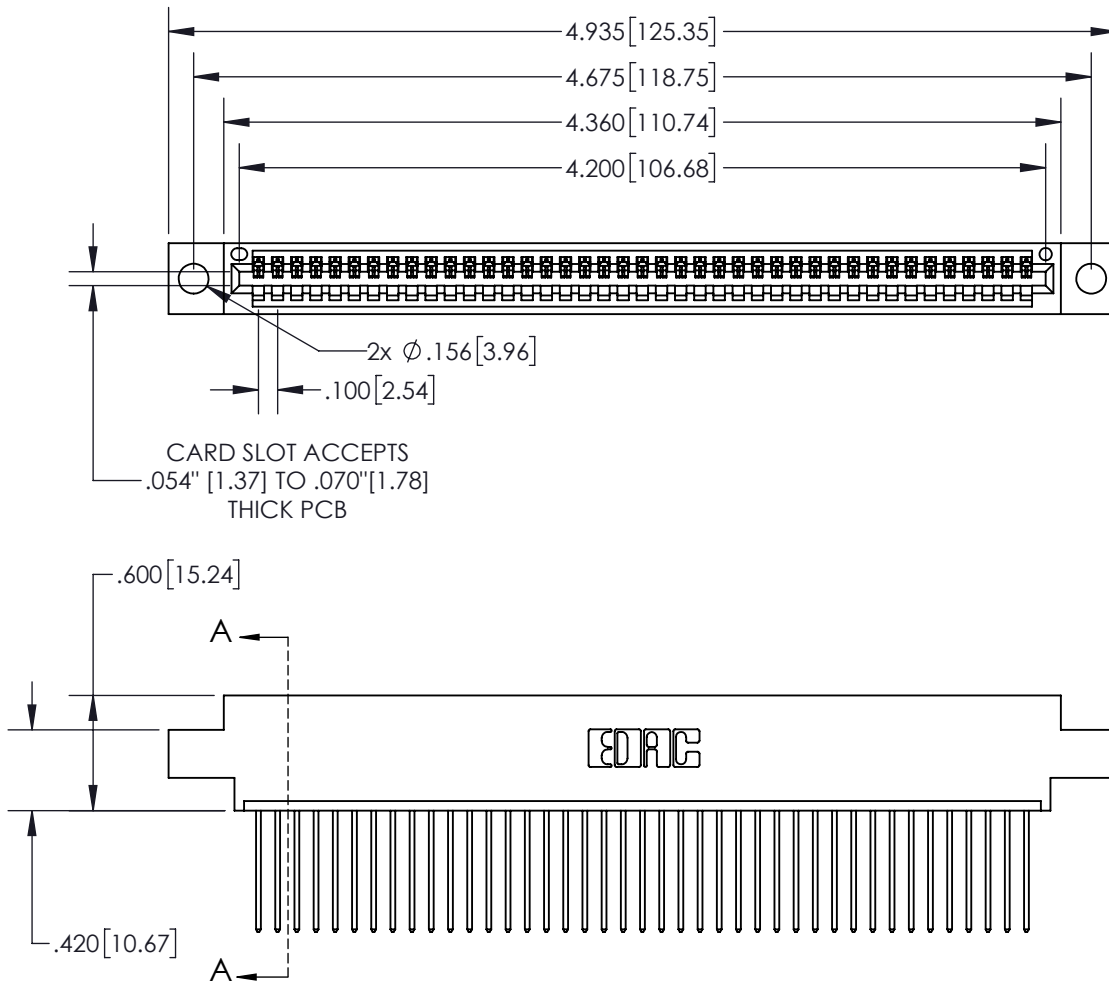 4.935[125.35]
4.675[118.75]
4.360[110.74]
4.200[106.68]
2x Ø .156[3.96]
.100[2.54]
CARD SLOT ACCEPTS
.054" [1.37] TO .070"[1.78]
THICK PCB
.600[15.24]
A
EDAC
.420[10.67]
A